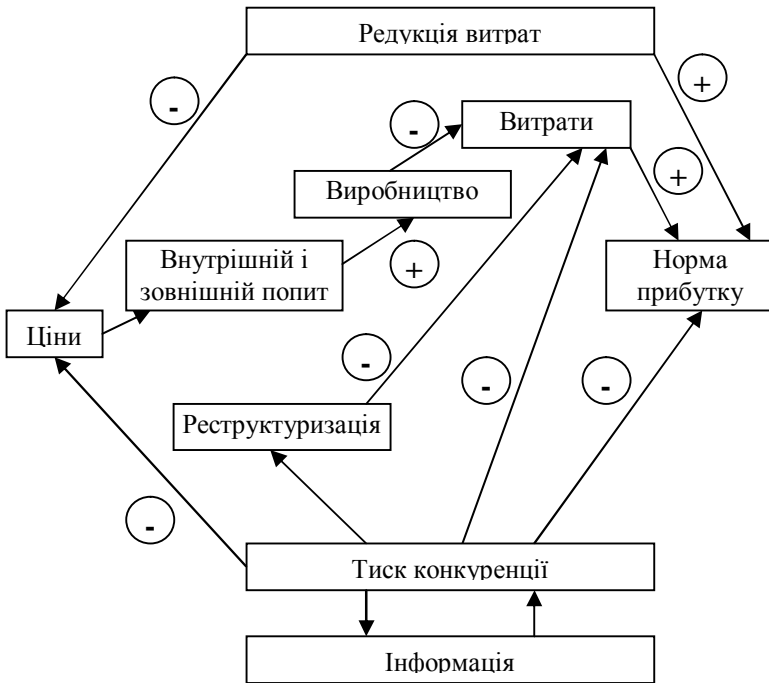 Редукція витрат
-
+
-
Витрати
+
Виробництво
Внутрішній і
зовнішній попит
+
Норма
прибутку
Ціни
-
-
-
Реструктуризація
-
Тиск конкуренції
Інформація